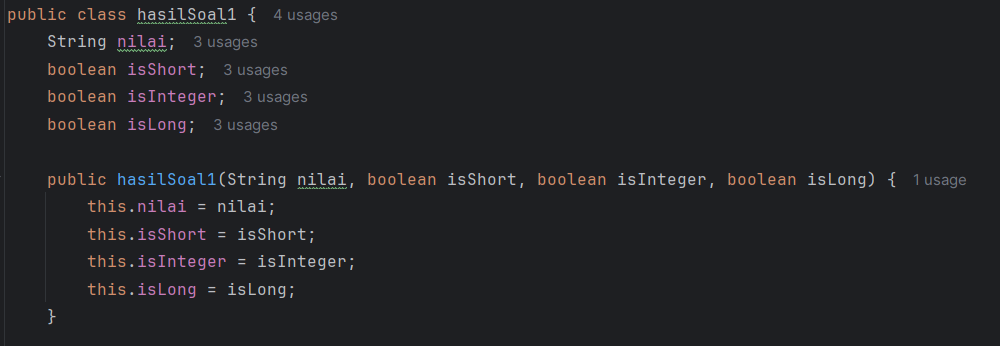 public class hasilSoal1 { 4 usages
String nilai; 3 usages
boolean isShort; 3 usages
boolean isInteger; 3 usages
boolean isLong; 3 usages
public hasilSoal1(String nilai, boolean isShort, boolean isInteger, boolean isLong) { 1 usage
this.nilai = nilai;
this.isShort = isShort;
this.isInteger = isInteger;
this.isLong = isLong;
}